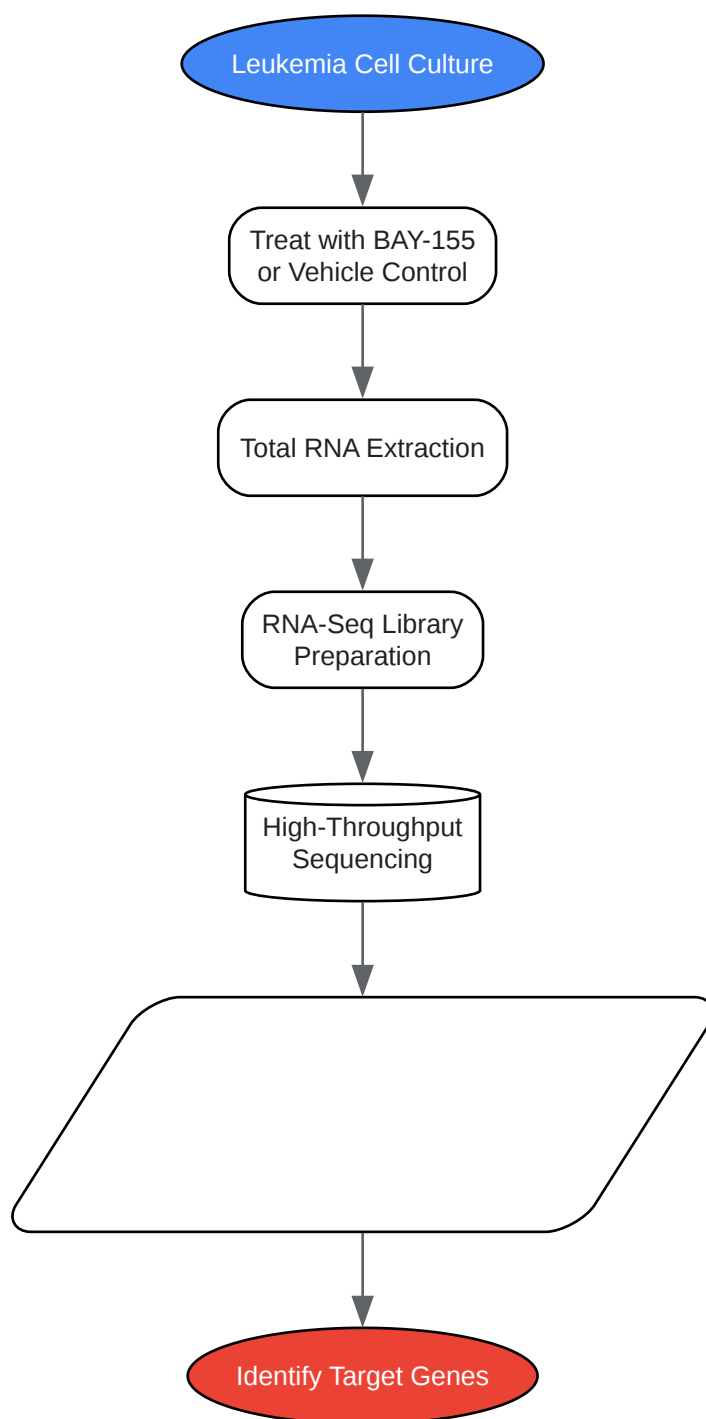 Leukemia Cell Culture
Treat with BAY-155
or Vehicle Control
Total RNA Extraction
RNA-Seq Library
Preparation
High-Throughput
Sequencing
Identify Target Genes